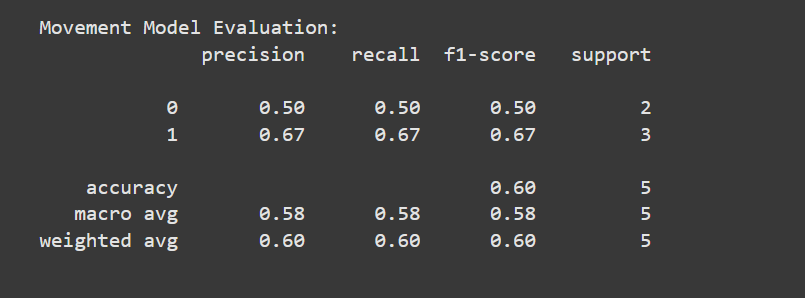 Movement Model Evaluation:
precision recall f1-score support
0 0.50 0.50 0.50 2
1 0.67 0.67 0.67 3
accuracy 0.60 5
macro avg 0.58 0.58 0.58 5
weighted avg 0.60 0.60 0.60 5